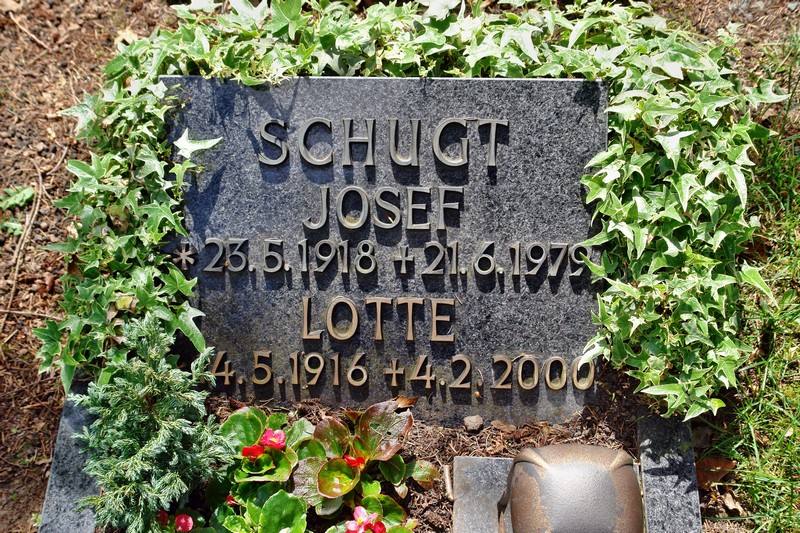 SCHUGT
JOSEF
* 23.5.1918 + 21.6.1979
LOTTE
4.5.1916 + 4.2.2000